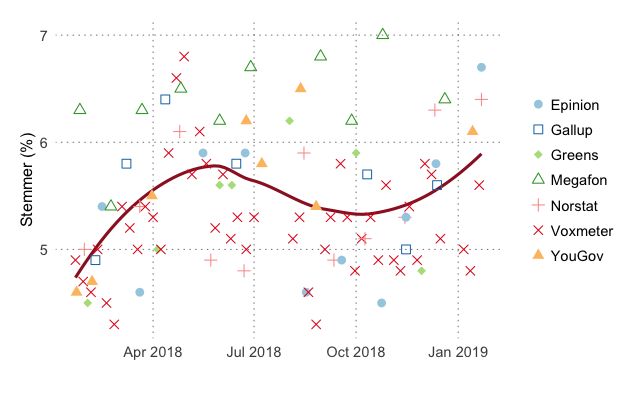 7
6
5
Stemmer (%)
Apr 2018
Jul 2018
Oct 2018
Jan 2019
Epinion
Gallup
Greens
Megafon
Norstat
Voxmeter
YouGov